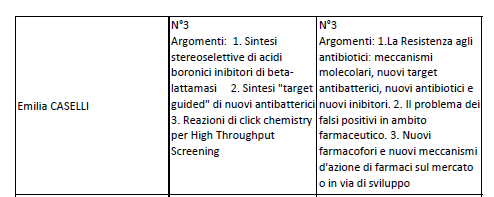 N°3
Argomenti:  1. Sintesi
stereoselettive di acidi
boronici inibitori di beta-
lattamasi     2. Sintesi "target
guided" di nuovi antibatterici
3. Reazioni di click chemistry
per High Throughput
Screening
N°3
Argomenti: 1.La Resistenza agli
antibiotici: meccanismi
molecolari, nuovi target
antibatterici, nuovi antibiotici e
nuovi inibitori. 2. Il problema dei
falsi positivi in ambito
farmaceutico. 3. Nuovi
farmacofori e nuovi meccanismi
d'azione di farmaci sul mercato
o in via di sviluppo
Emilia CASELLI